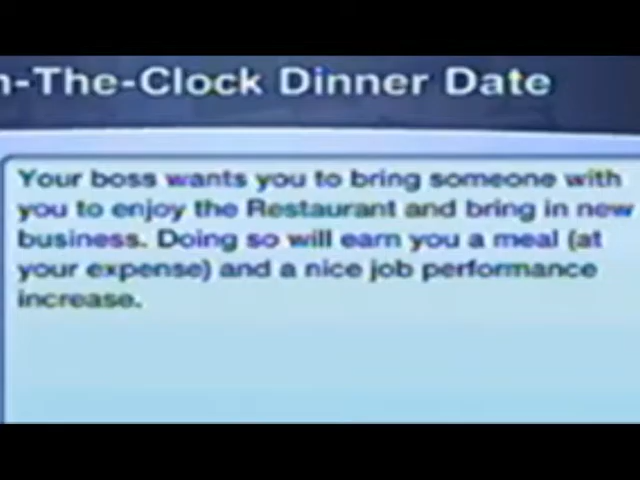 n-The-Clock Dinner Date
Your boss wants you to bring someone with
you to enjoy the Restaurant and bring in new
business. Doing so will earn you a meal (at
your expense) and a nice job performance
increase.